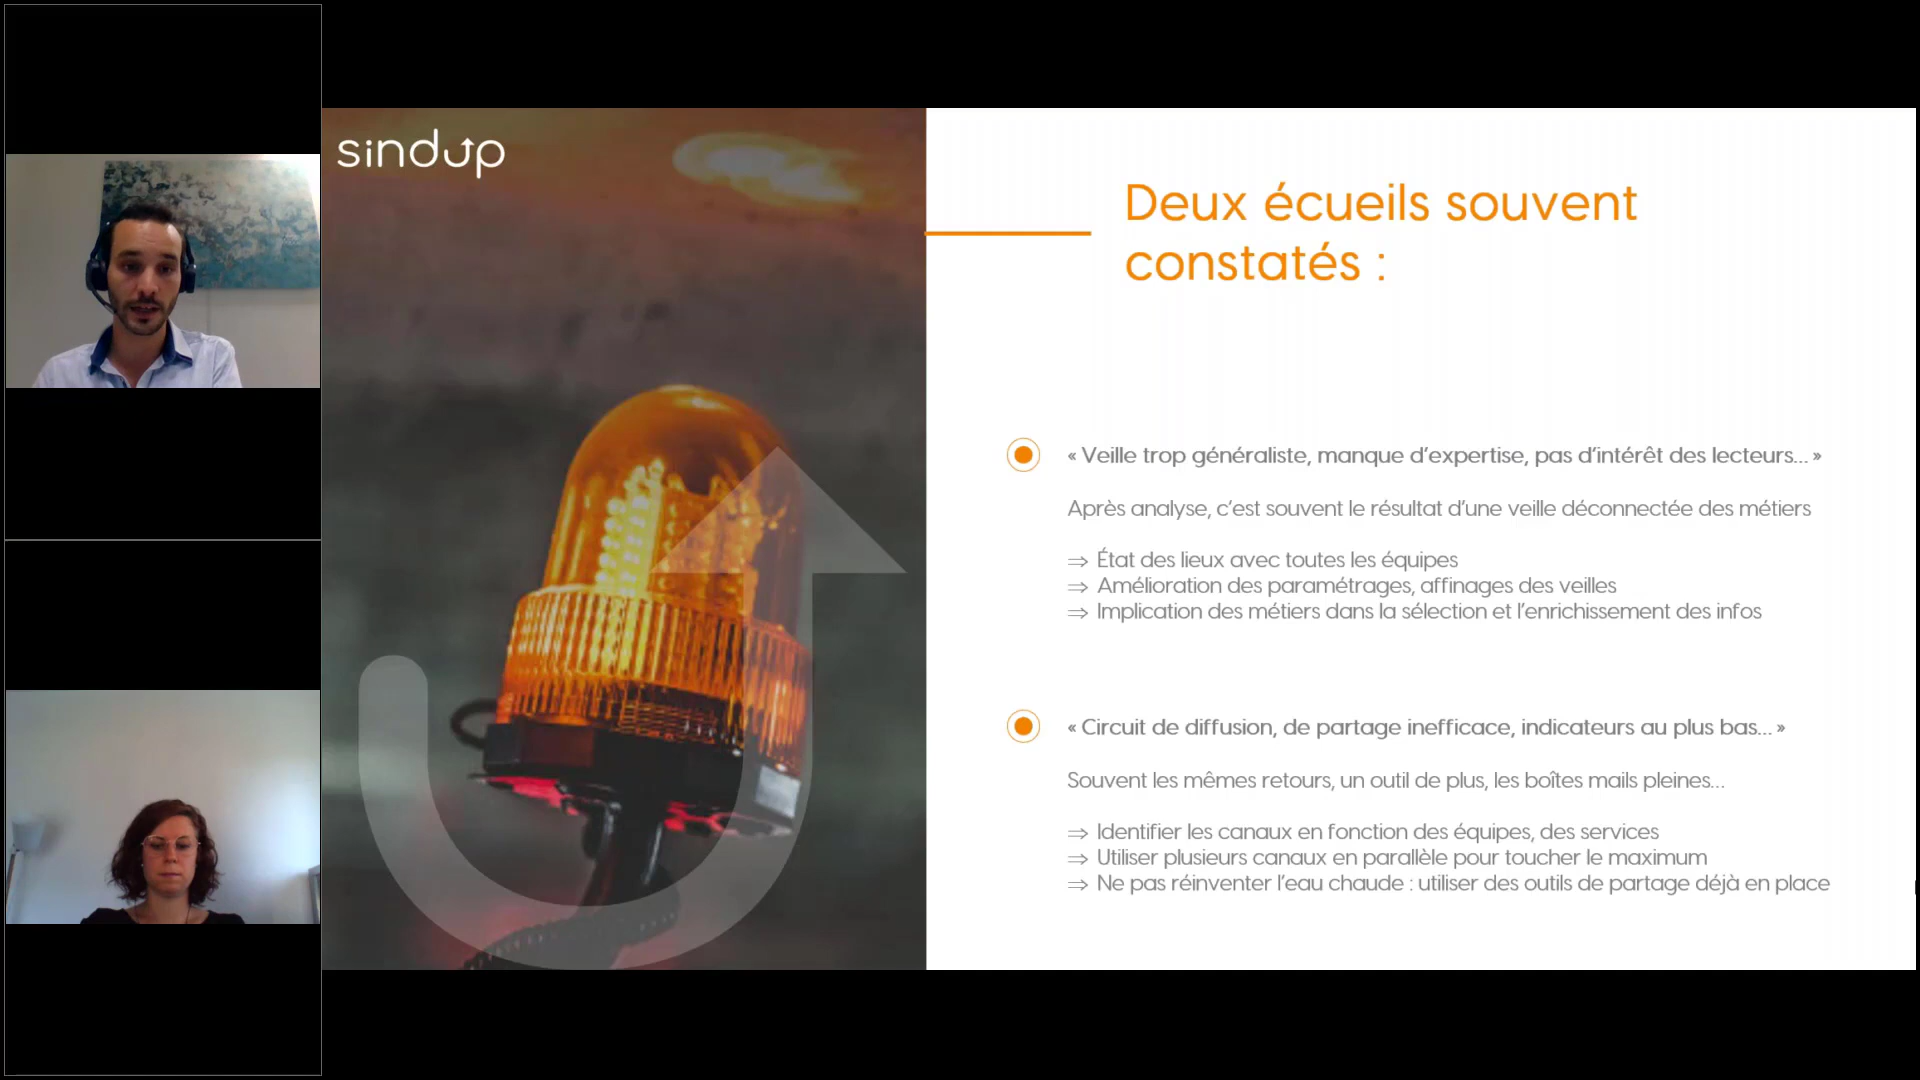 sindup
Deux écueils souvent
constatés :
« Veille trop généraliste, manque d'expertise, pas d'intérêt des lecteurs... »
Après analyse, c'est souvent le résultat d'une veille déconnectée des métiers
⇒ État des lieux avec toutes les équipes
⇒ Amélioration des paramétrages, affinages des veilles
⇒ Implication des métiers dans la sélection et l'enrichissement des infos
« Circuit de diffusion, de partage inefficace, indicateurs au plus bas... »
Souvent les mêmes retours, un outil de plus, les boîtes mails pleines...
⇒ Identifier les canaux en fonction des équipes, des services
⇒ Utiliser plusieurs canaux en parallèle pour toucher le maximum
⇒ Ne pas réinventer l'eau chaude : utiliser des outils de partage déjà en place